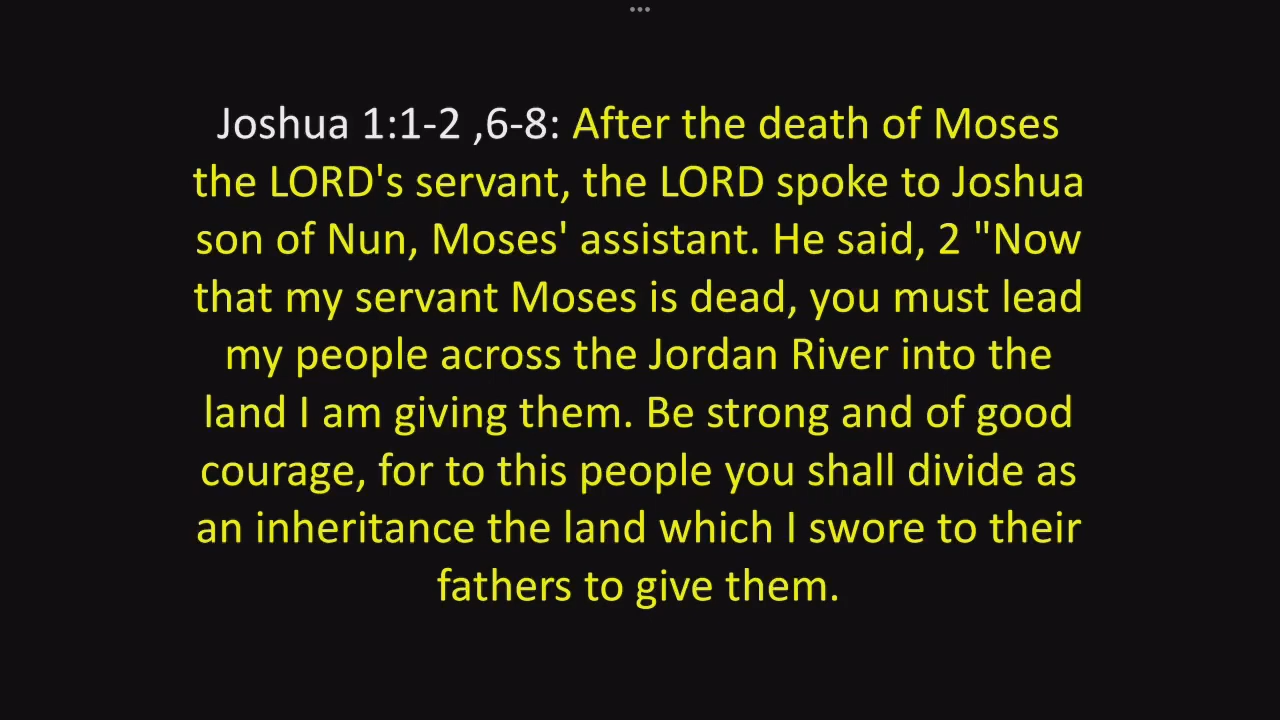 Joshua 1:1-2 ,6-8: After the death of Moses
the LORD's servant, the LORD spoke to Joshua
son of Nun, Moses' assistant. He said, 2 "Now
that my servant Moses is dead, you must lead
my people across the Jordan River into the
land I am giving them. Be strong and of good
courage, for to this people you shall divide as
an inheritance the land which I swore to their
fathers to give them.